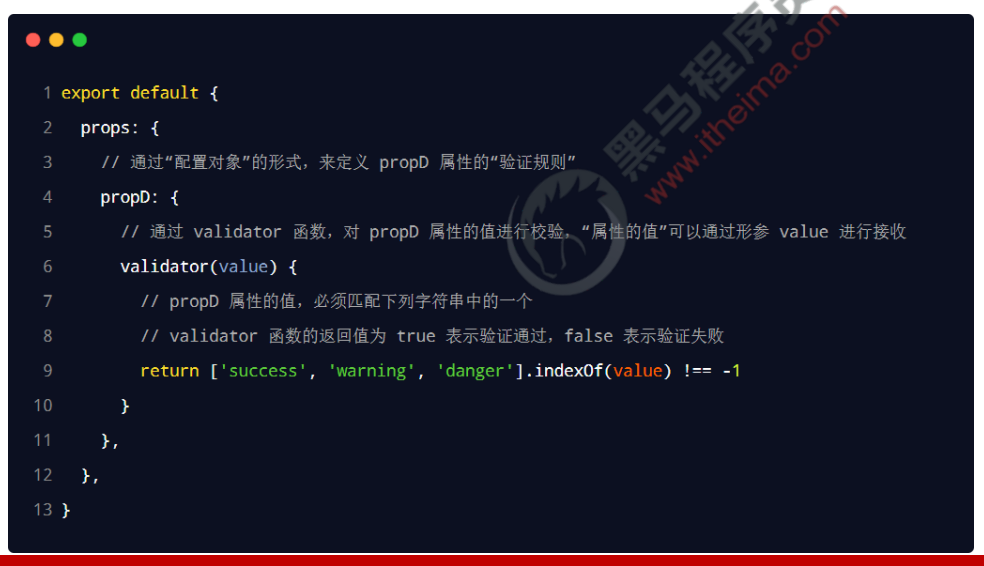 黑马程序员
www.itheima.com
1 export default {
2 props: {
3 // 通过“配置对象”的形式，来定义 propD 属性的“验证规则”
4 propD: {
5 // 通过 validator 函数，对 propD 属性的值进行校验，“属性的值”可以通过形参 value 进行接收
6 validator(value) {
7 // propD 属性的值，必须匹配下列字符串中的一个
8 // validator 函数的返回值为 true 表示验证通过，false 表示验证失败
9 return ['success', 'warning', 'danger'].indexOf(value) !== -1
10 }
11 },
12 },
13 }